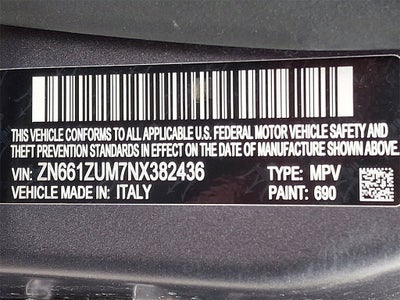 THIS VEHICLE CONFORMS TO ALL APPLICABLE U.S. FEDERAL MOTOR VEHICLE SAFETY AND
THEFT PREVENTION STANDARDS IN EFFECT ON THE DATE OF MANUFACTURE SHOWN ABOVE.
VIN: ZN661ZUM7NX382436 TYPE: MPV
VEHICLE MADE IN: ITALY PAINT: 690